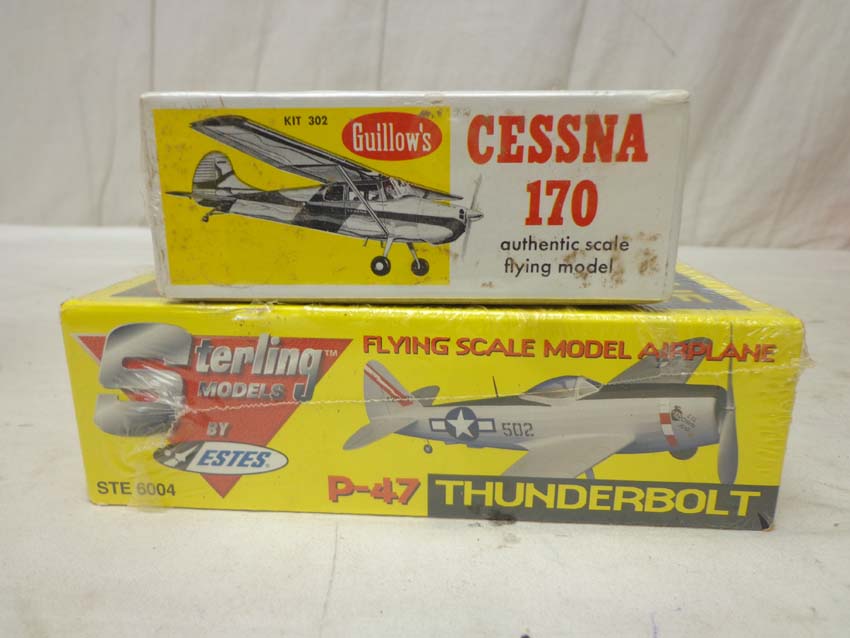 KIT 302
Guillow's
CESSNA
170
authentic scale
flying model
Sterling™
MODELS
BY
ESTES
STE 6004
FLYING SCALE MODEL AIRPLANE
502
P-47 THUNDERBOLT